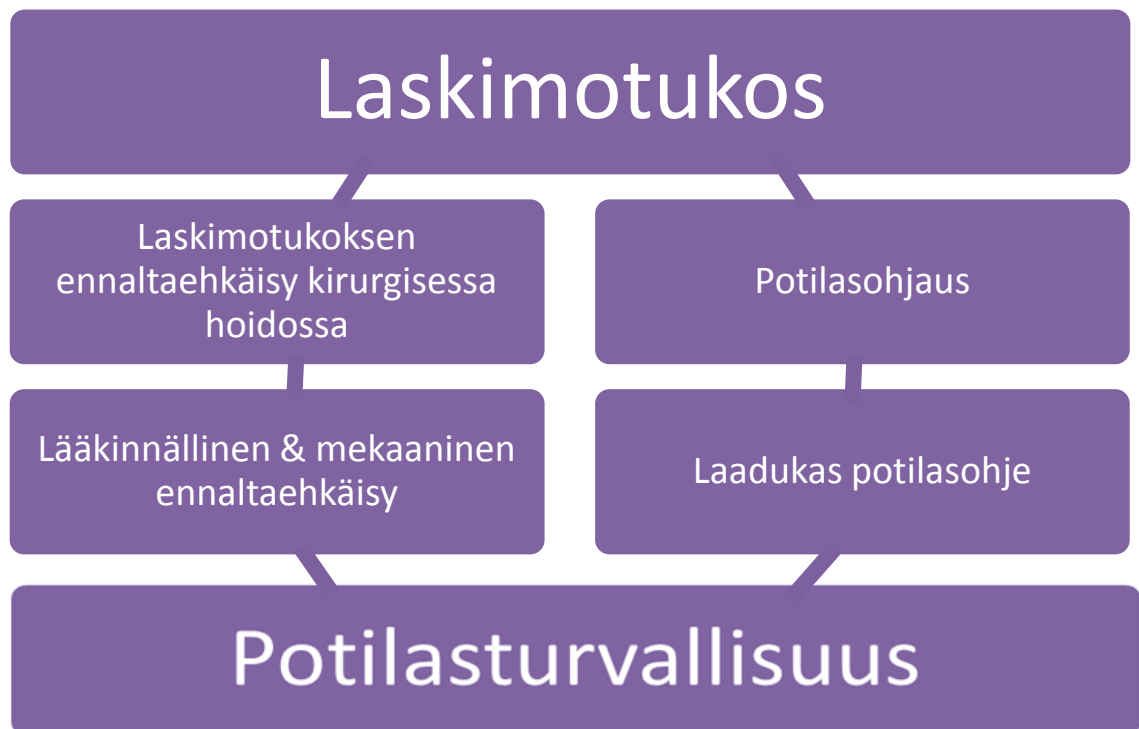 Laskimotukos
Laskimotukoksen
ennaltaehkäisy kirurgisessa
hoidossa
Potilasohjaus
Lääkinnällinen & mekaaninen
ennaltaehkäisy
Laadukas potilasohje
Potilasturvallisuus